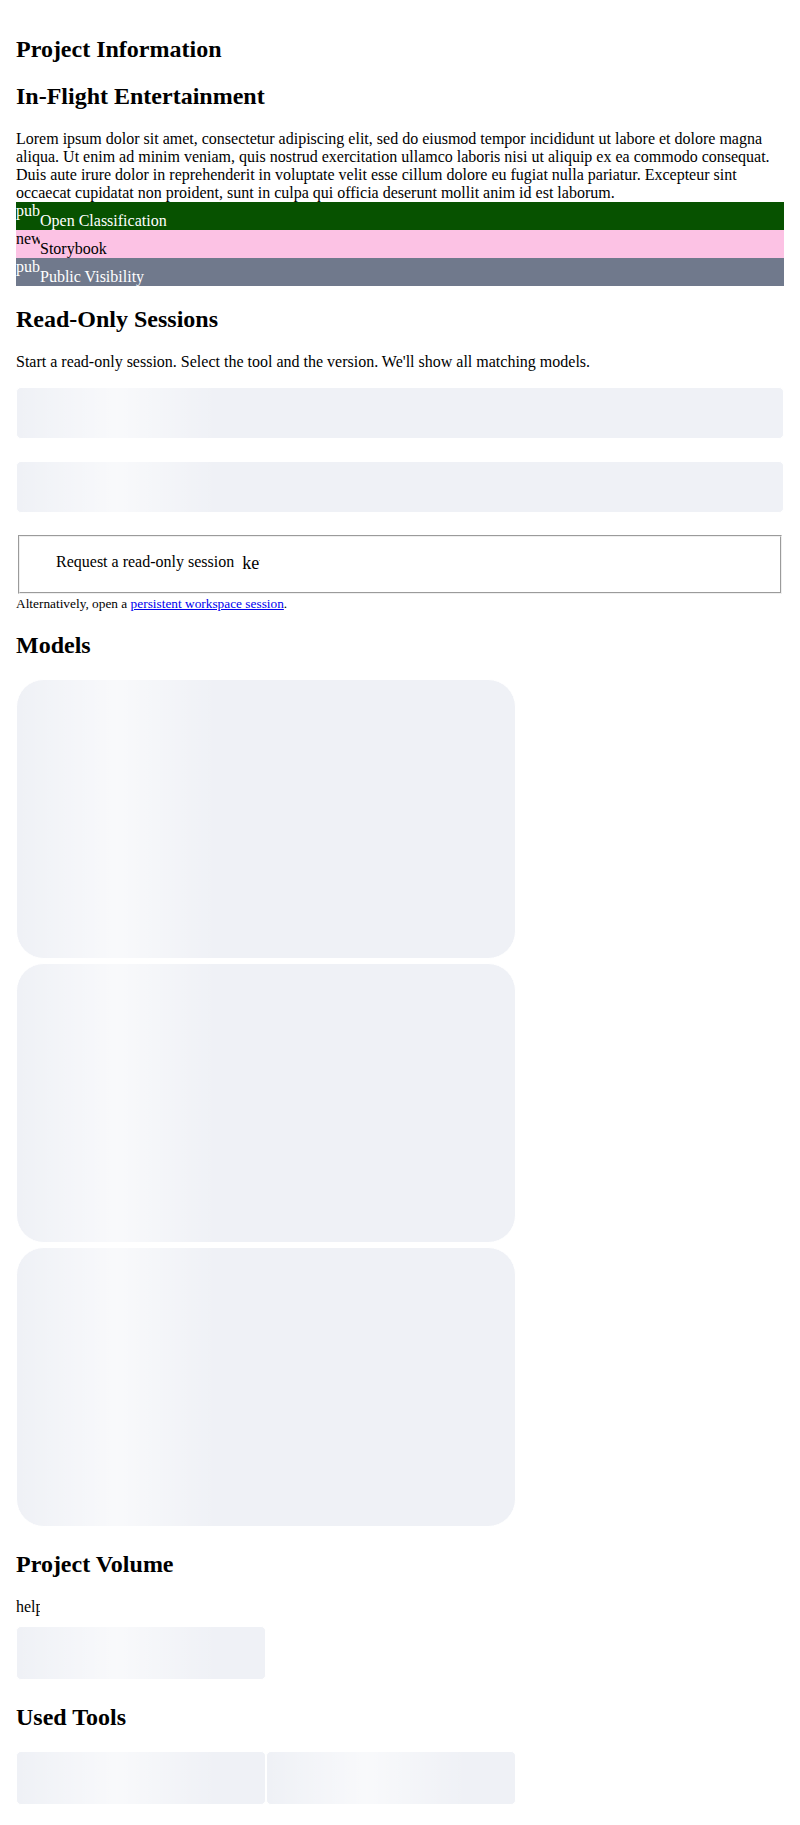 Project Information
In-Flight Entertainment
Lorem ipsum dolor sit amet, consectetur adipiscing elit, sed do eiusmod tempor incididunt ut labore et dolore magna
aliqua. Ut enim ad minim veniam, quis nostrud exercitation ullamco laboris nisi ut aliquip ex ea commodo consequat.
Duis aute irure dolor in reprehenderit in voluptate velit esse cillum dolore eu fugiat nulla pariatur. Excepteur sint
occaecat cupidatat non proident, sunt in culpa qui officia deserunt mollit anim id est laborum.
pub
Open Classification
new
Storybook
pub
Public Visibility
Read-Only Sessions
Start a read-only session. Select the tool and the version. We'll show all matching models.
Request a read-only session ke
Alternatively, open a persistent workspace session.
Models
Project Volume
help
Used Tools